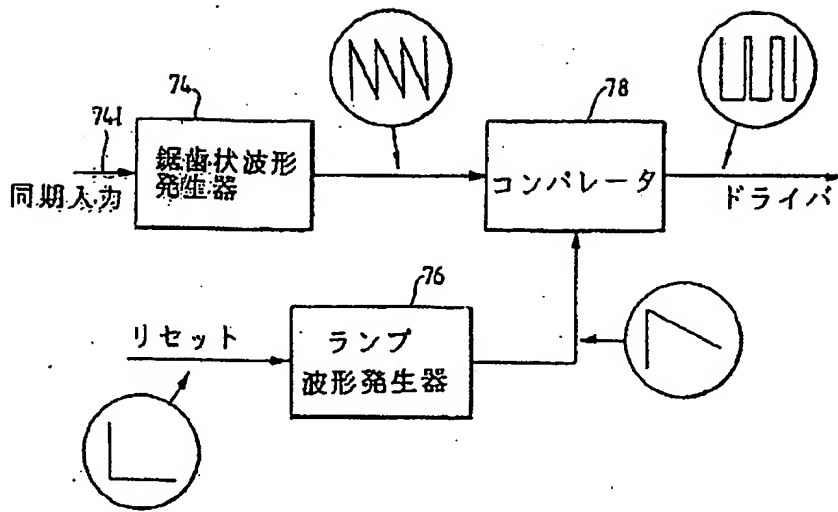 74
78
741
鋸歯状波形
発生器
コンパレータ
同期入力
ドライバ
76
リセット
ランプ
波形発生器